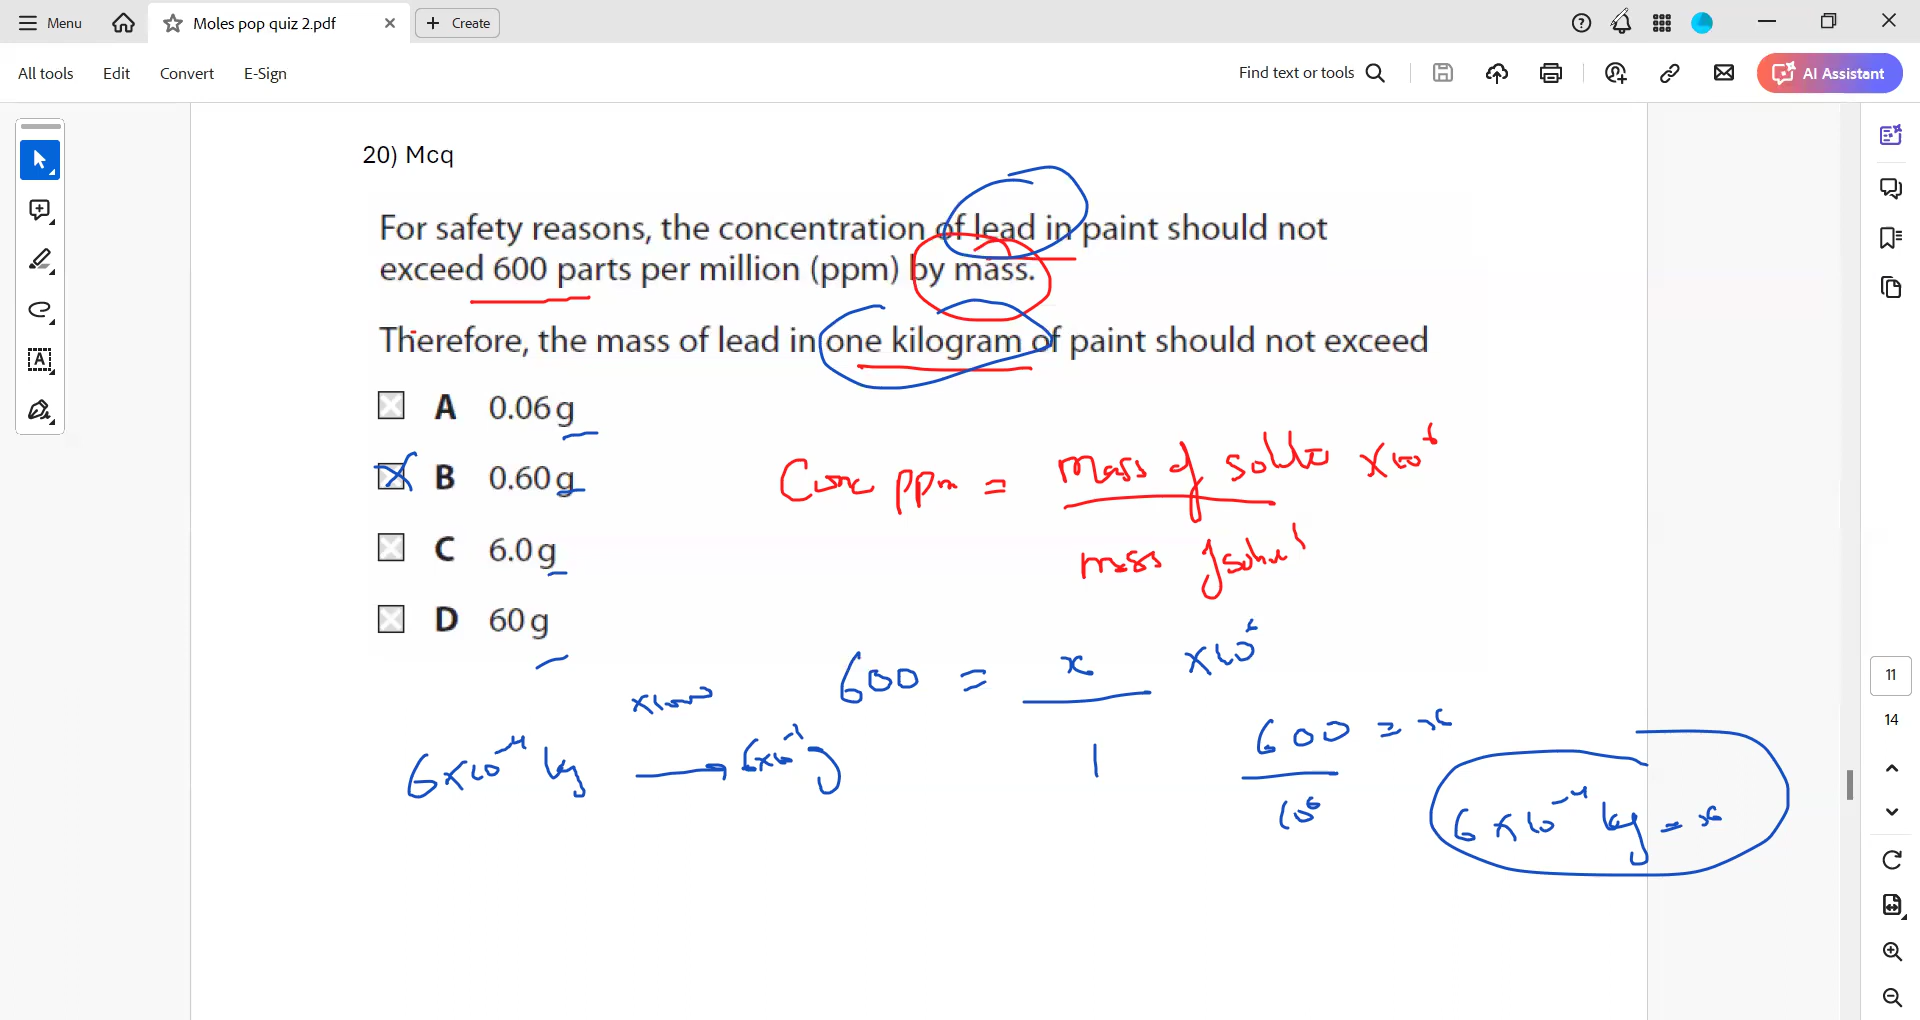 Menu
Moles pop quiz 2.pdf
Create
All tools
Edit
Convert
E-Sign
Find text or tools
AI Assistant
20) Mcq
For safety reasons, the concentration of lead in paint should not
exceed 600 parts per million (ppm) by mass.
Therefore, the mass of lead in one kilogram of paint should not exceed
A 0.06 g
B 0.60 g
C 6.0 g
D 60 g
Conc ppm = mass of solute ×10⁶
mass of solvent
600 = x ×10⁶
1
600 = x
10⁶
6×10⁻⁴ kg = x
×1000
6×10⁻⁴ kg → 6×10⁻¹ g
11
14